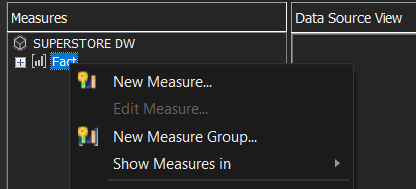 Measures
Data Source View
SUPERSTORE DW
Fact
New Measure...
Edit Measure...
New Measure Group...
Show Measures in